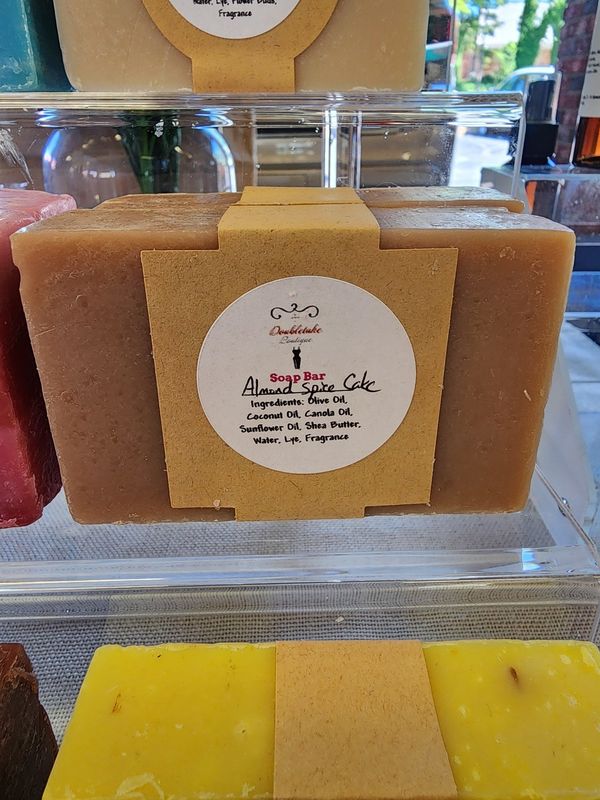 Water, Lye, Flower Buds,
Fragrance
Doubletake
Boutique
Soap Bar
Almond Spice Cake
Ingredients: Olive Oil,
Coconut Oil, Canola Oil,
Sunflower Oil, Shea Butter,
Water, Lye, Fragrance